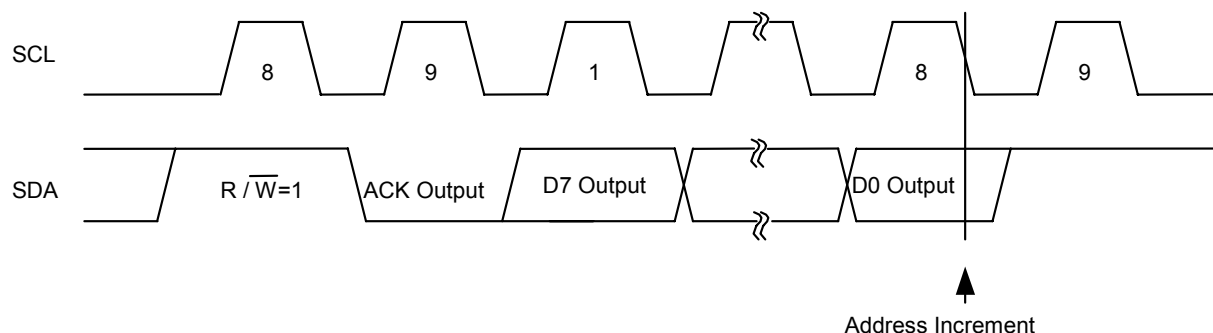 SCL
8
9
1
8
9
SDA
R / W̅=1
ACK Output
D7 Output
D0 Output
Address Increment